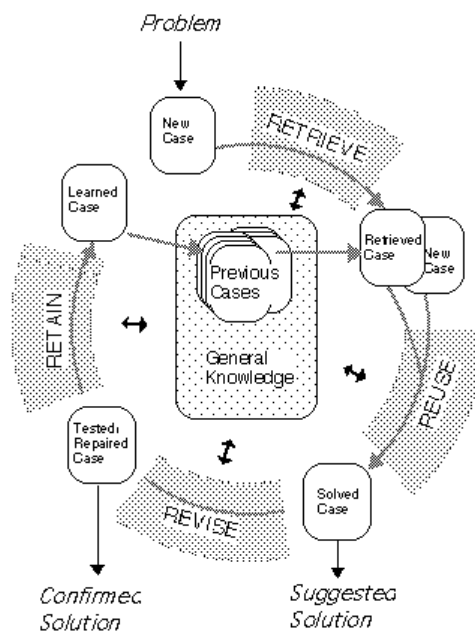 Problem
New
Case
RETRIEVE
Learned
Case
Retrieved
Case
New
Case
Previous
Cases
General
Knowledge
RETAIN
REUSE
Tested/
Repaired
Case
REVISE
Solved
Case
Confirmed
Solution
Suggested
Solution